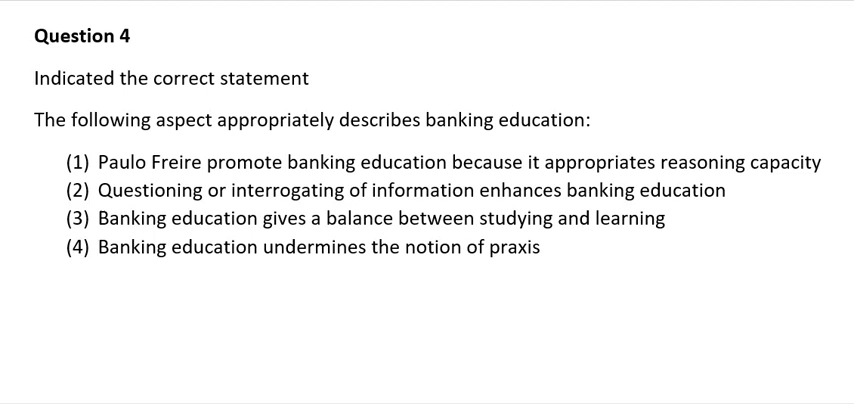 Question 4
Indicated the correct statement
The following aspect appropriately describes banking education:
(1) Paulo Freire promote banking education because it appropriates reasoning capacity
(2) Questioning or interrogating of information enhances banking education
(3) Banking education gives a balance between studying and learning
(4) Banking education undermines the notion of praxis